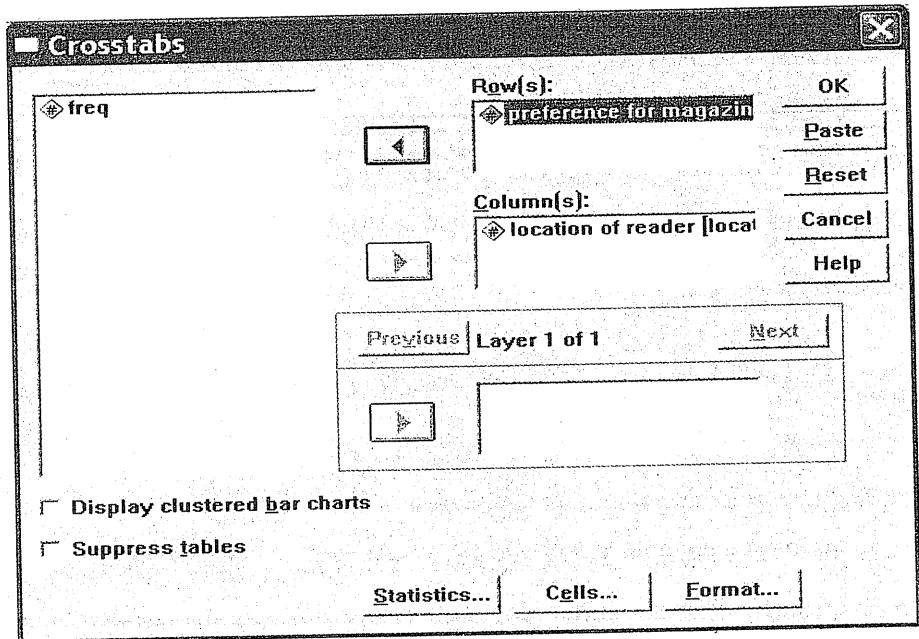 Crosstabs
freq
Row(s):
preference for magazin
Column(s):
location of reader [locat
OK
Paste
Reset
Cancel
Help
Previous Layer 1 of 1 Next
Display clustered bar charts
Suppress tables
Statistics... Cells... Format...